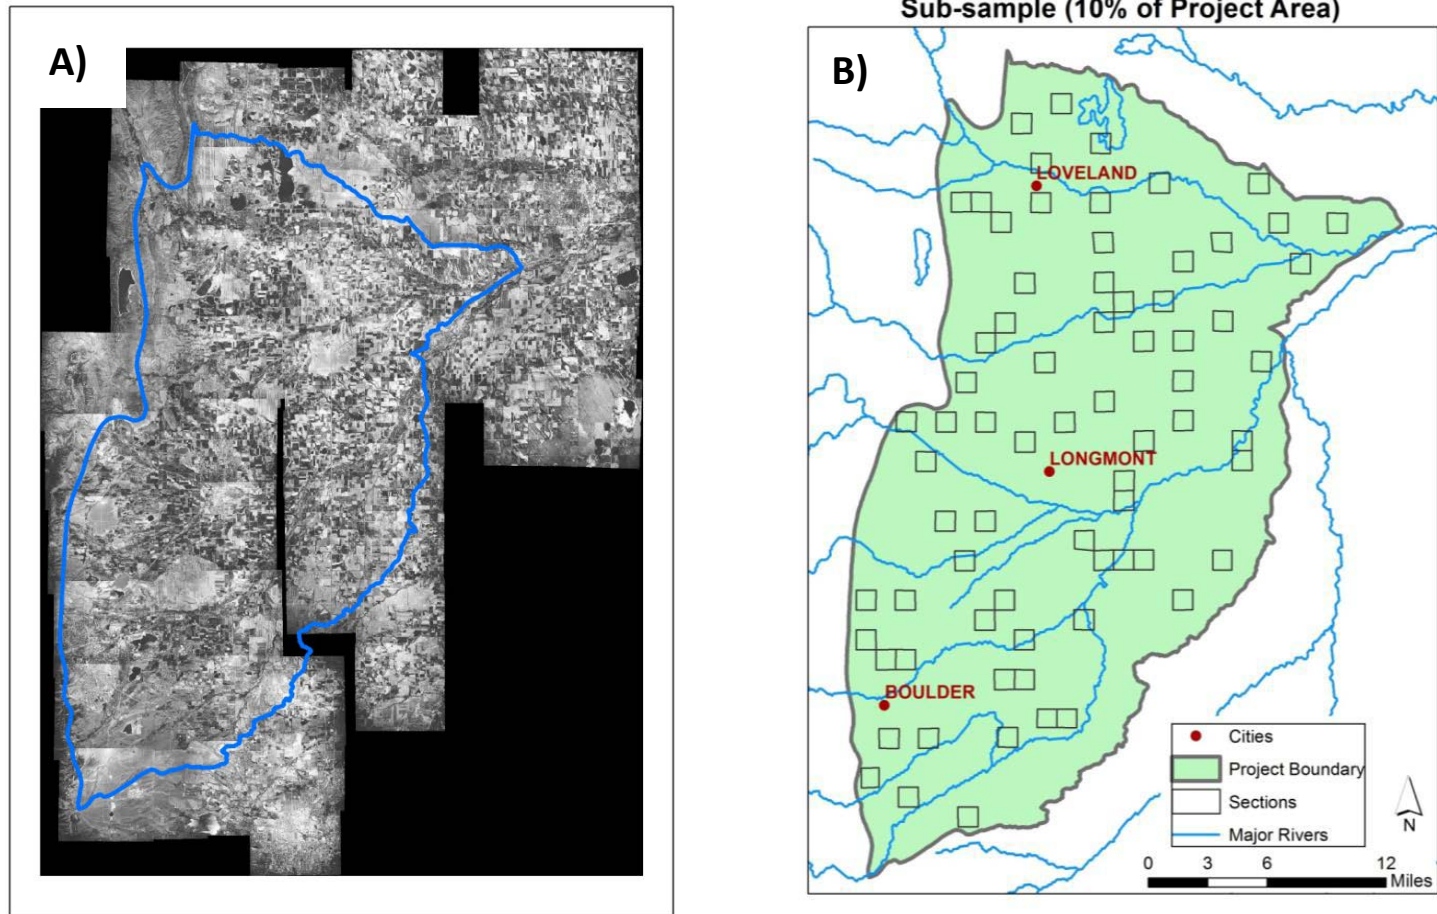 Sub-sample (10% of Project Area)
A)
B)
LOVELAND
LONGMONT
BOULDER
Cities
Project Boundary
Sections
Major Rivers
N
0 3 6 12
Miles